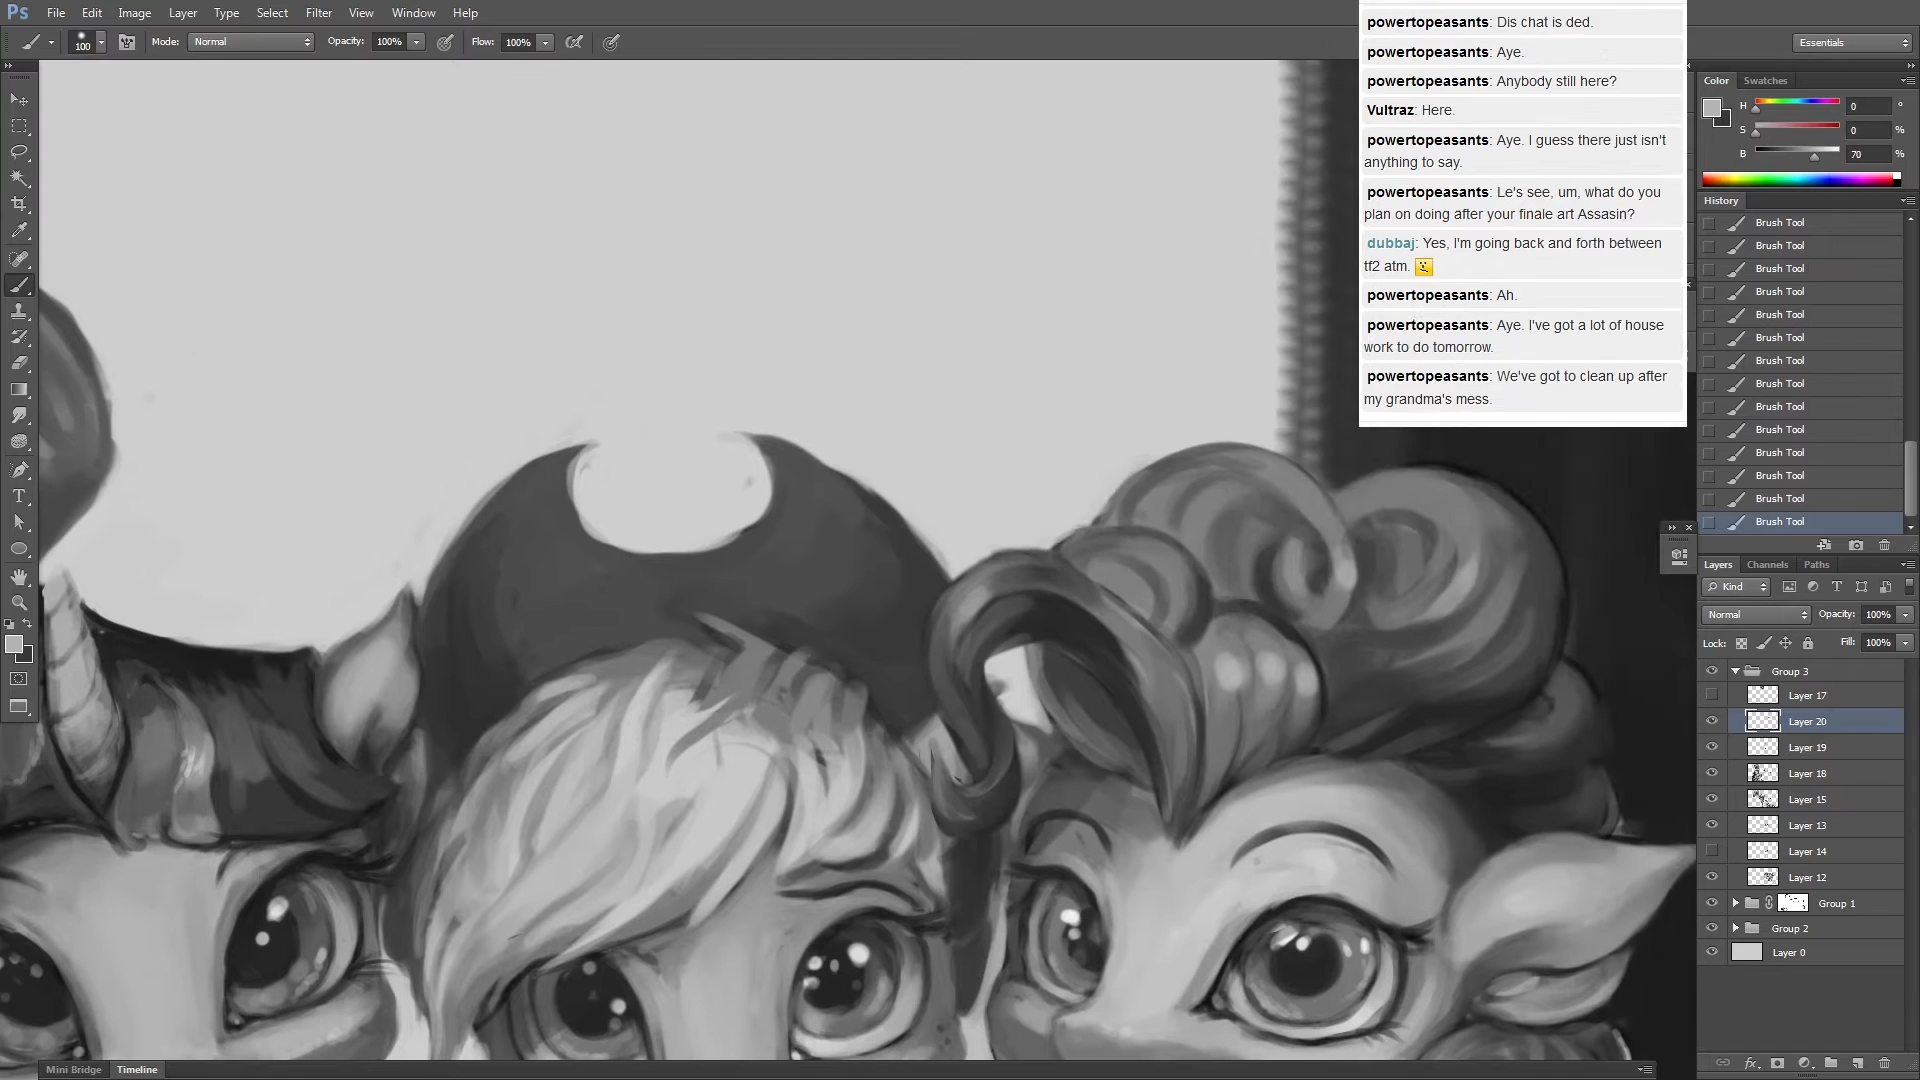 Ps File Edit Image Layer Type Select Filter View Window Help
100 Mode: Normal Opacity: 100% Flow: 100% Essentials
powertopeasants: Dis chat is ded.
powertopeasants: Aye.
powertopeasants: Anybody still here?
Vultraz: Here.
powertopeasants: Aye. I guess there just isn't
anything to say.
powertopeasants: Le's see, um, what do you
plan on doing after your finale art Assasin?
dubbaj: Yes, I'm going back and forth between
tf2 atm.
powertopeasants: Ah.
powertopeasants: Aye. I've got a lot of house
work to do tomorrow.
powertopeasants: We've got to clean up after
my grandma's mess.
Color Swatches
H 0 °
S 0 %
B 70 %
History
Brush Tool
Brush Tool
Brush Tool
Brush Tool
Brush Tool
Brush Tool
Brush Tool
Brush Tool
Brush Tool
Brush Tool
Brush Tool
Brush Tool
Brush Tool
Brush Tool
Layers Channels Paths
Kind T
Normal Opacity: 100%
Lock: Fill: 100%
Group 3
Layer 17
Layer 20
Layer 19
Layer 18
Layer 15
Layer 13
Layer 14
Layer 12
Group 1
Group 2
Layer 0
fx
T
Mini Bridge Timeline